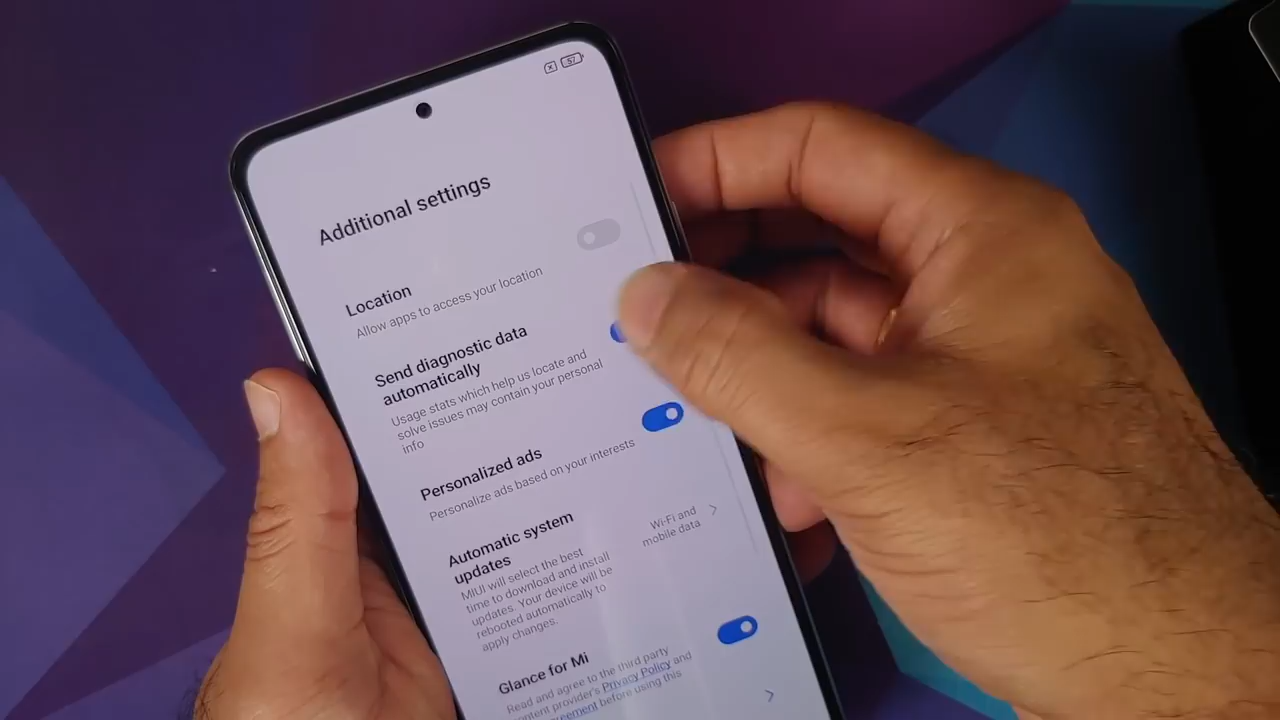 57
Additional settings
Location
Allow apps to access your location
Send diagnostic data
automatically
Usage stats which help us locate and
solve issues may contain your personal
info
Personalized ads
Personalize ads based on your interests
Automatic system
updates
Wi-Fi and
mobile data
MIUI will select the best
time to download and install
updates. Your device will be
rebooted automatically to
apply changes.
Glance for Mi
Read and agree to the third party
content provider's Privacy Policy and
Agreement before using this